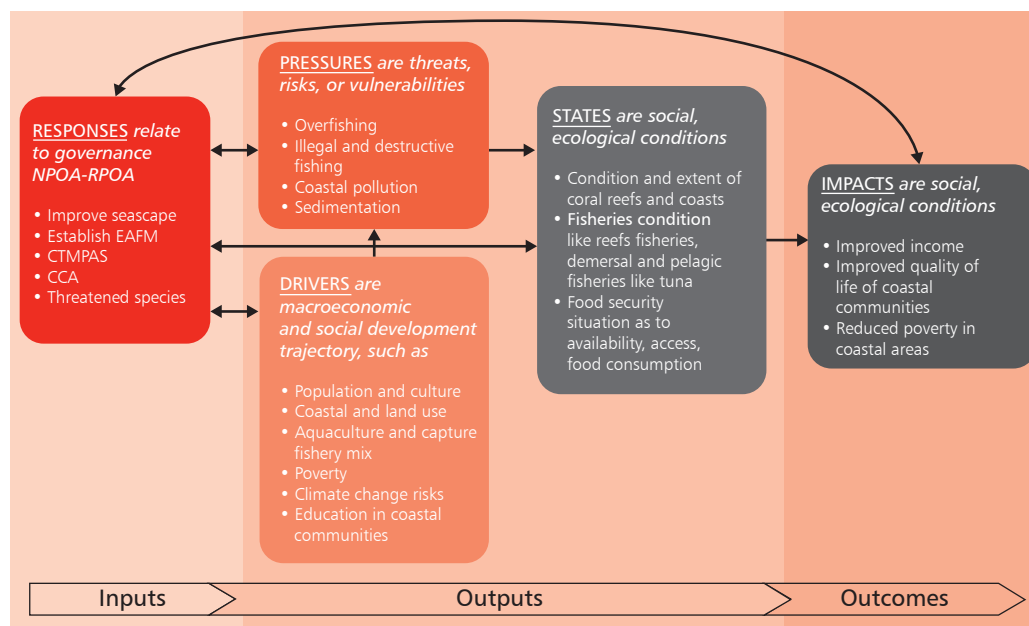 RESPONSES relate
to governance
NPOA-RPOA
• Improve seascape
• Establish EAFM
• CTMPAS
• CCA
• Threatened species
PRESSURES are threats,
risks, or vulnerabilities
• Overfishing
• Illegal and destructive
fishing
• Coastal pollution
• Sedimentation
DRIVERS are
macroeconomic
and social development
trajectory, such as
• Population and culture
• Coastal and land use
• Aquaculture and capture
fishery mix
• Poverty
• Climate change risks
• Education in coastal
communities
STATES are social,
ecological conditions
• Condition and extent of
coral reefs and coasts
• Fisheries condition
like reefs fisheries,
demersal and pelagic
fisheries like tuna
• Food security
situation as to
availability, access,
food consumption
IMPACTS are social,
ecological conditions
• Improved income
• Improved quality of
life of coastal
communities
• Reduced poverty in
coastal areas
Inputs
Outputs
Outcomes